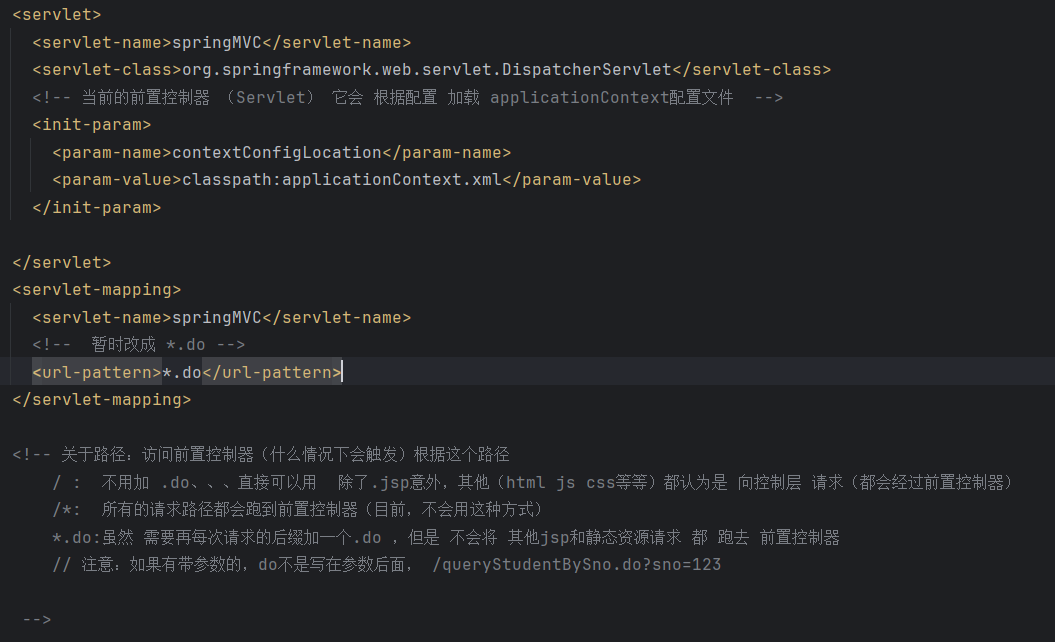 <servlet>
<servlet-name>springMVC</servlet-name>
<servlet-class>org.springframework.web.servlet.DispatcherServlet</servlet-class>
<!-- 当前的前置控制器 （Servlet） 它会 根据配置 加载 applicationContext配置文件  -->
<init-param>
<param-name>contextConfigLocation</param-name>
<param-value>classpath:applicationContext.xml</param-value>
</init-param>
</servlet>
<servlet-mapping>
<servlet-name>springMVC</servlet-name>
<!--  暂时改成 *.do -->
<url-pattern>*.do</url-pattern>
</servlet-mapping>
<!-- 关于路径：访问前置控制器（什么情况下会触发）根据这个路径
/ :  不用加 .do、、、直接可以用  除了.jsp意外，其他（html js css等等）都认为是 向控制层 请求（都会经过前置控制器）
/*:  所有的请求路径都会跑到前置控制器（目前，不会用这种方式）
*.do:虽然 需要再每次请求的后缀加一个.do ，但是 不会将 其他jsp和静态资源请求 都 跑去 前置控制器
// 注意：如果有带参数的，do不是写在参数后面， /queryStudentBySno.do?sno=123
-->